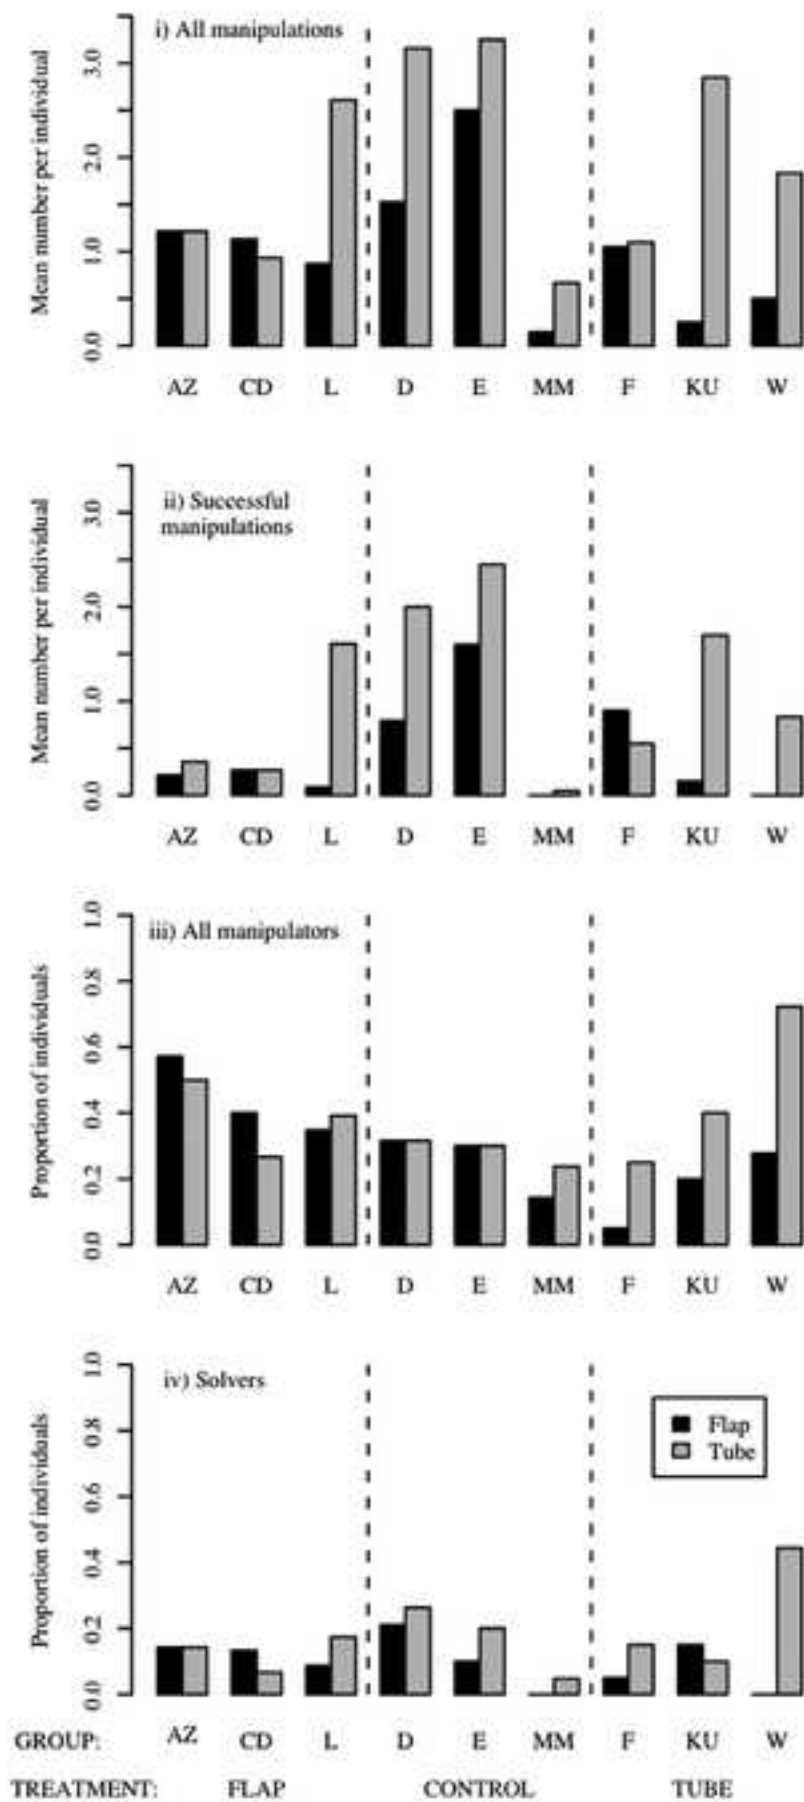 i) All manipulations
Mean number per individual
0.0 1.0 2.0 3.0
AZ CD L D E MM F KU W
ii) Successful
manipulations
Mean number per individual
0.0 1.0 2.0 3.0
AZ CD L D E MM F KU W
iii) All manipulators
Proportion of individuals
0.0 0.2 0.4 0.6 0.8 1.0
AZ CD L D E MM F KU W
iv) Solvers
Proportion of individuals
0.0 0.2 0.4 0.6 0.8 1.0
Flap
Tube
GROUP: AZ CD L D E MM F KU W
TREATMENT: FLAP CONTROL TUBE